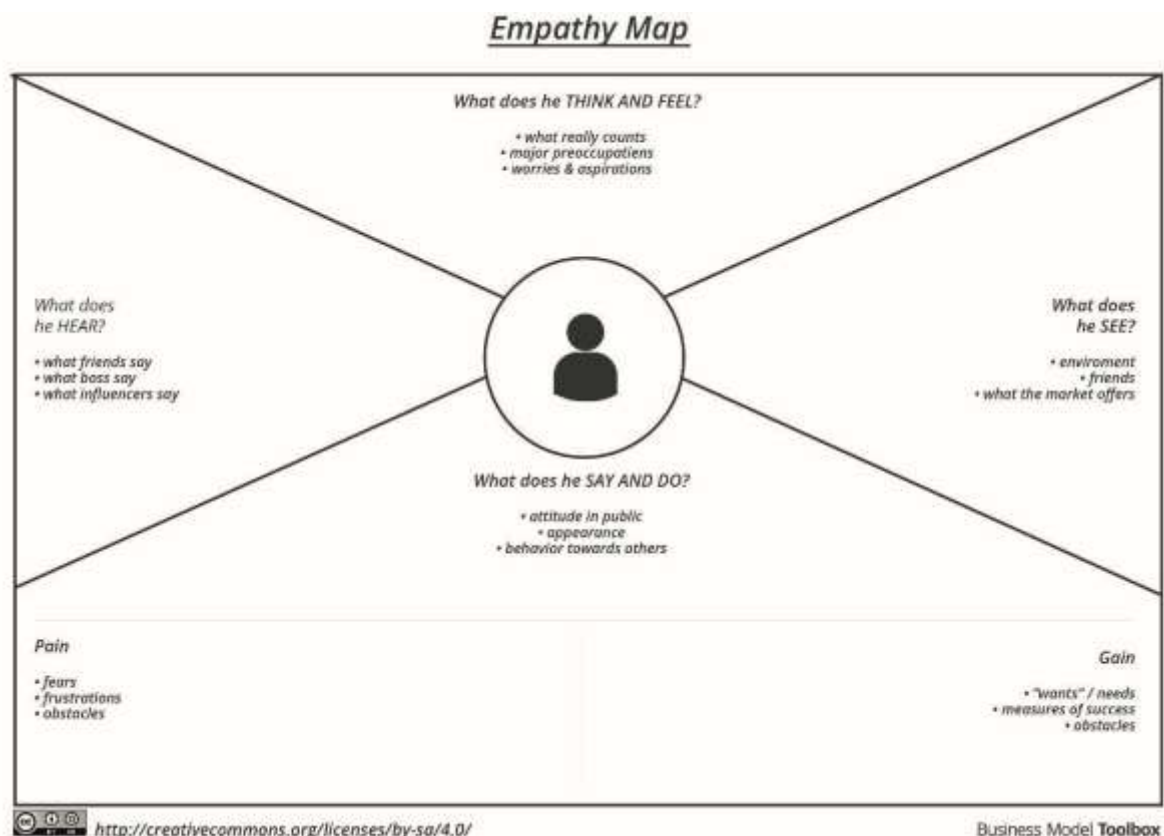 Empathy Map
What does he THINK AND FEEL?
• what really counts
• major preoccupatiens
• worries & aspirations
What does
he HEAR?
• what friends say
• what boss say
• what influencers say
What does
he SEE?
• enviroment
• friends
• what the market offers
What does he SAY AND DO?
• attitude in public
• appearance
• behavior towards others
Pain
• fears
• frustrations
• obstacles
Gain
• "wants" / needs
• measures of success
• obstacles
http://creativecommons.org/licenses/by-sa/4.0/
Business Model Toolbox